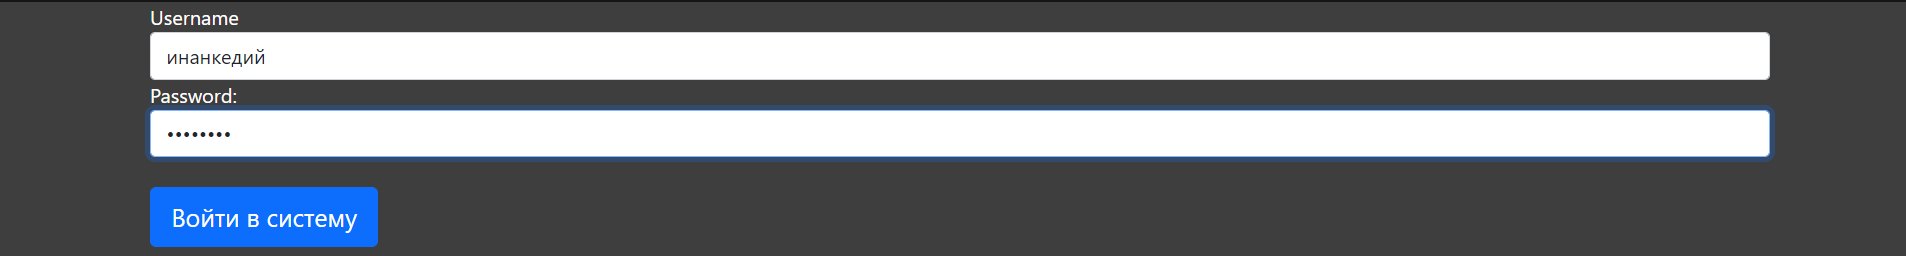 Username
инанкедий
Password:
••••••••
Войти в систему